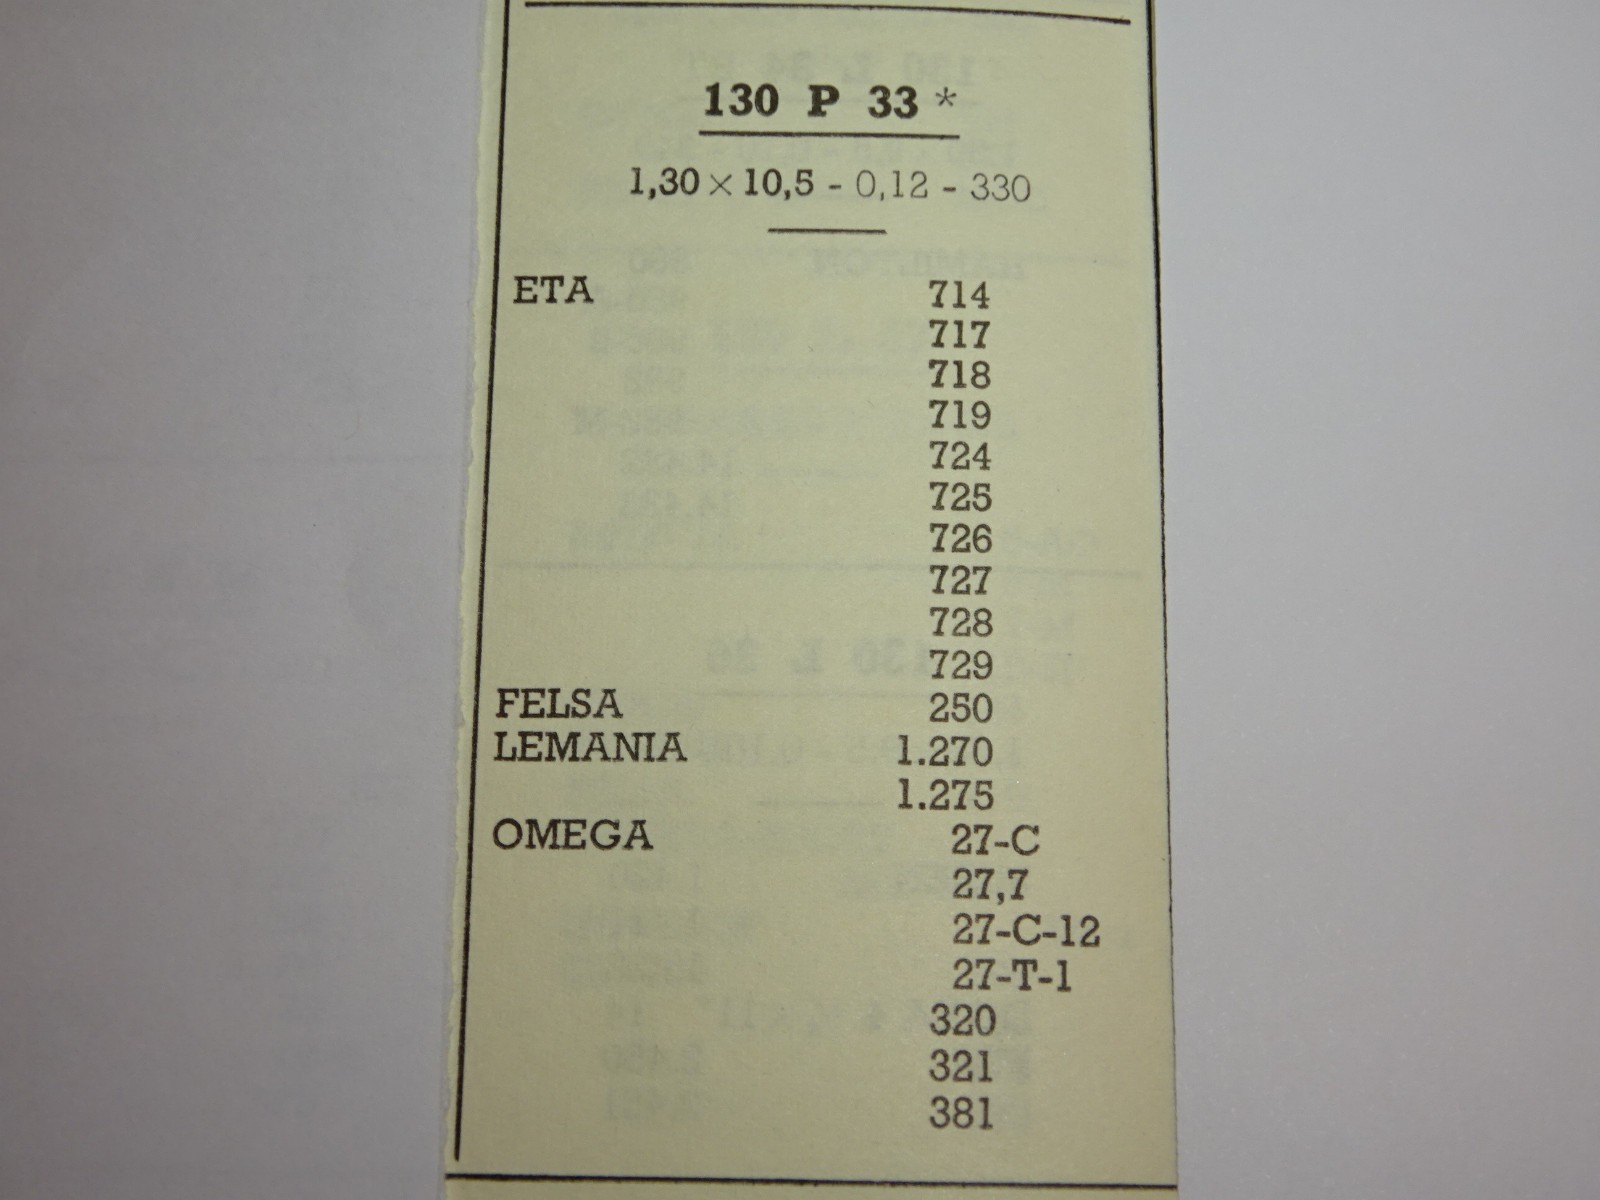 130 P 33 *
1,30 × 10,5 - 0,12 - 330
ETA 714
717
718
719
724
725
726
727
728
729
FELSA 250
LEMANIA 1.270
1.275
OMEGA 27-C
27,7
27-C-12
27-T-1
320
321
381